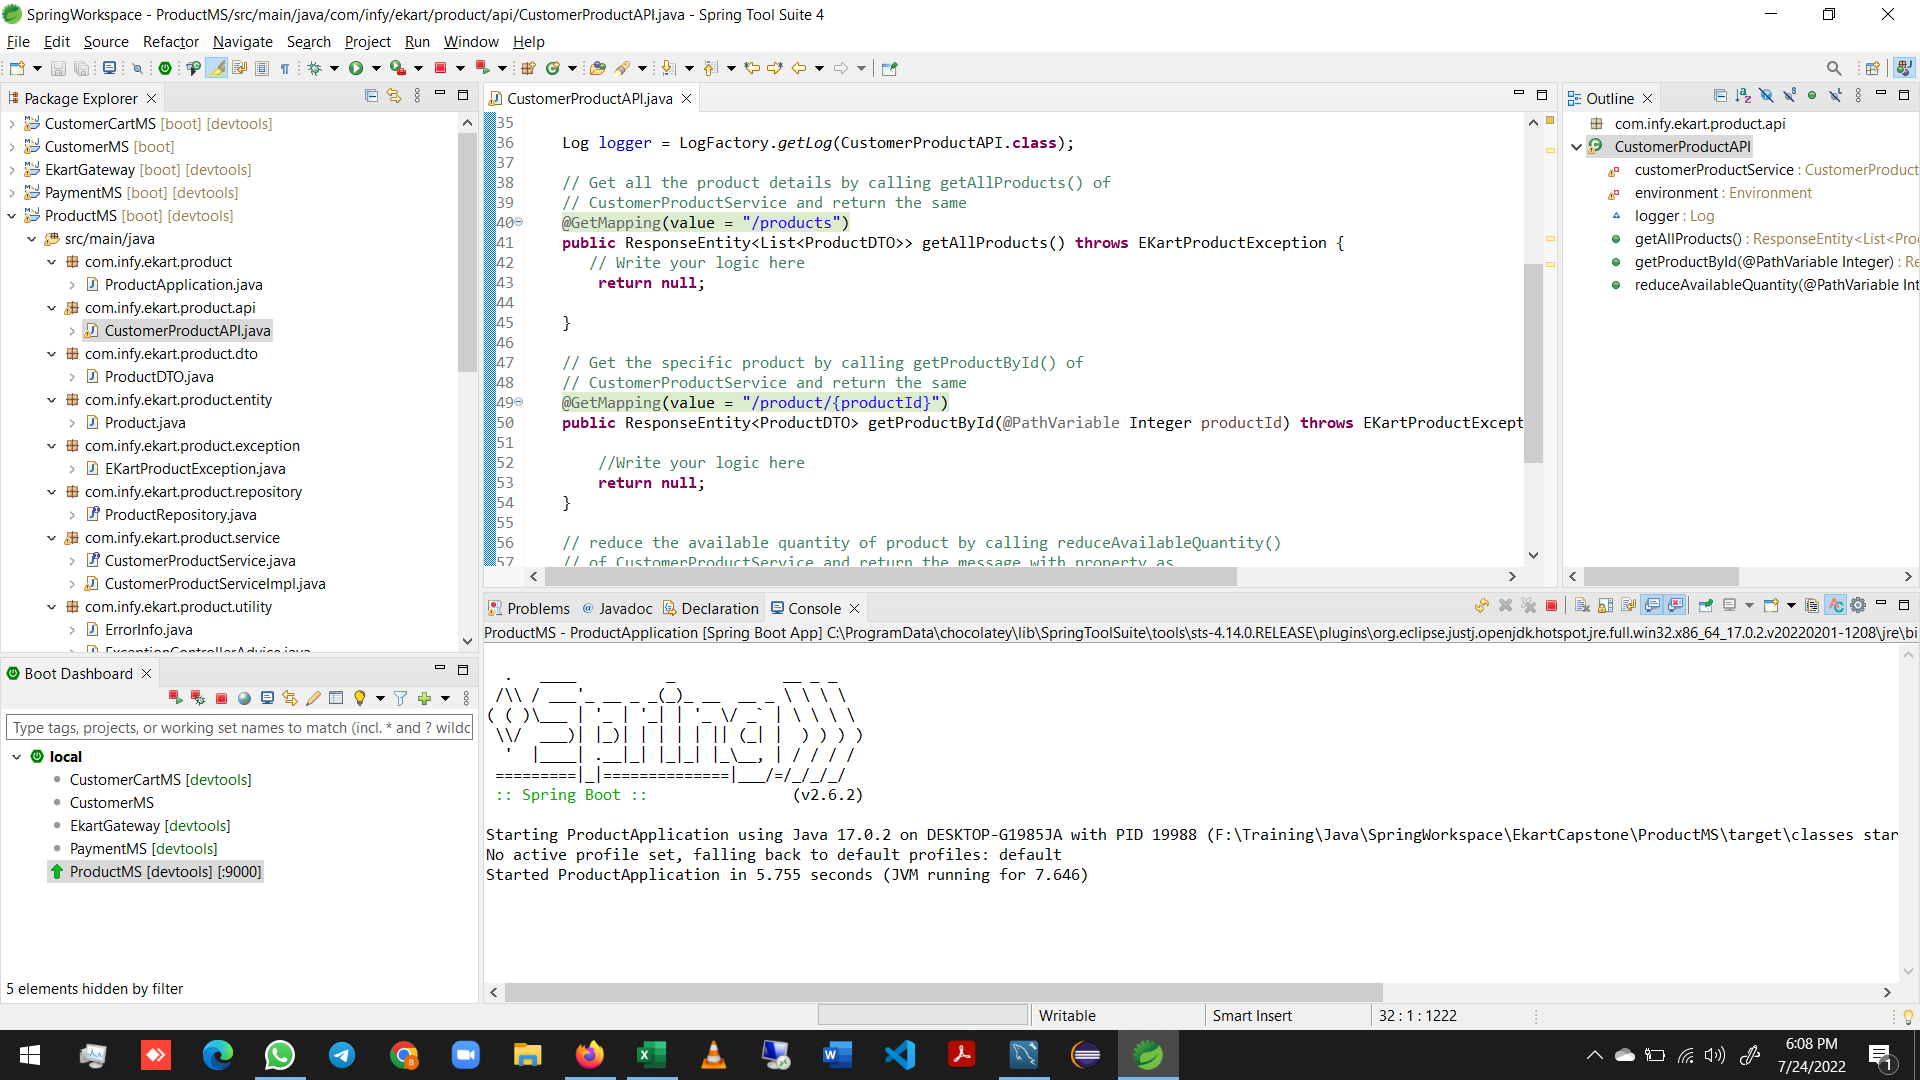 SpringWorkspace - ProductMS/src/main/java/com/infy/ekart/product/api/CustomerProductAPI.java - Spring Tool Suite 4
File Edit Source Refactor Navigate Search Project Run Window Help
Package Explorer
CustomerCartMS [boot] [devtools]
CustomerMS [boot]
EkartGateway [boot] [devtools]
PaymentMS [boot] [devtools]
ProductMS [boot] [devtools]
src/main/java
com.infy.ekart.product
ProductApplication.java
com.infy.ekart.product.api
CustomerProductAPI.java
com.infy.ekart.product.dto
ProductDTO.java
com.infy.ekart.product.entity
Product.java
com.infy.ekart.product.exception
EKartProductException.java
com.infy.ekart.product.repository
ProductRepository.java
com.infy.ekart.product.service
CustomerProductService.java
CustomerProductServiceImpl.java
com.infy.ekart.product.utility
ErrorInfo.java
ExceptionControllerAdvice.java
Boot Dashboard
Type tags, projects, or working set names to match (incl. * and ? wildc
local
CustomerCartMS [devtools]
CustomerMS
EkartGateway [devtools]
PaymentMS [devtools]
ProductMS [devtools] [:9000]
5 elements hidden by filter
CustomerProductAPI.java
35
36 Log logger = LogFactory.getLog(CustomerProductAPI.class);
37
38 // Get all the product details by calling getAllProducts() of
39 // CustomerProductService and return the same
40 @GetMapping(value = "/products")
41 public ResponseEntity<List<ProductDTO>> getAllProducts() throws EKartProductException {
42 // Write your logic here
43 return null;
44
45 }
46
47 // Get the specific product by calling getProductById() of
48 // CustomerProductService and return the same
49 @GetMapping(value = "/product/{productId}")
50 public ResponseEntity<ProductDTO> getProductById(@PathVariable Integer productId) throws EKartProductExcept
51
52 //Write your logic here
53 return null;
54 }
55
56 // reduce the available quantity of product by calling reduceAvailableQuantity()
57 // of CustomerProductService and return the message with property as
Outline
com.infy.ekart.product.api
CustomerProductAPI
customerProductService : CustomerProduct
environment : Environment
logger : Log
getAllProducts() : ResponseEntity<List<Pro
getProductById(@PathVariable Integer) : Re
reduceAvailableQuantity(@PathVariable Int
Problems @ Javadoc Declaration Console
ProductMS - ProductApplication [Spring Boot App] C:\ProgramData\chocolatey\lib\SpringToolSuite\tools\sts-4.14.0.RELEASE\plugins\org.eclipse.justj.openjdk.hotspot.jre.full.win32.x86_64_17.0.2.v20220201-1208\jre\bi
Spring
:: Spring Boot :: (v2.6.2)
Starting ProductApplication using Java 17.0.2 on DESKTOP-G1985JA with PID 19988 (F:\Training\Java\SpringWorkspace\EkartCapstone\ProductMS\target\classes star
No active profile set, falling back to default profiles: default
Started ProductApplication in 5.755 seconds (JVM running for 7.646)
Writable Smart Insert 32 : 1 : 1222
6:08 PM
7/24/2022
1